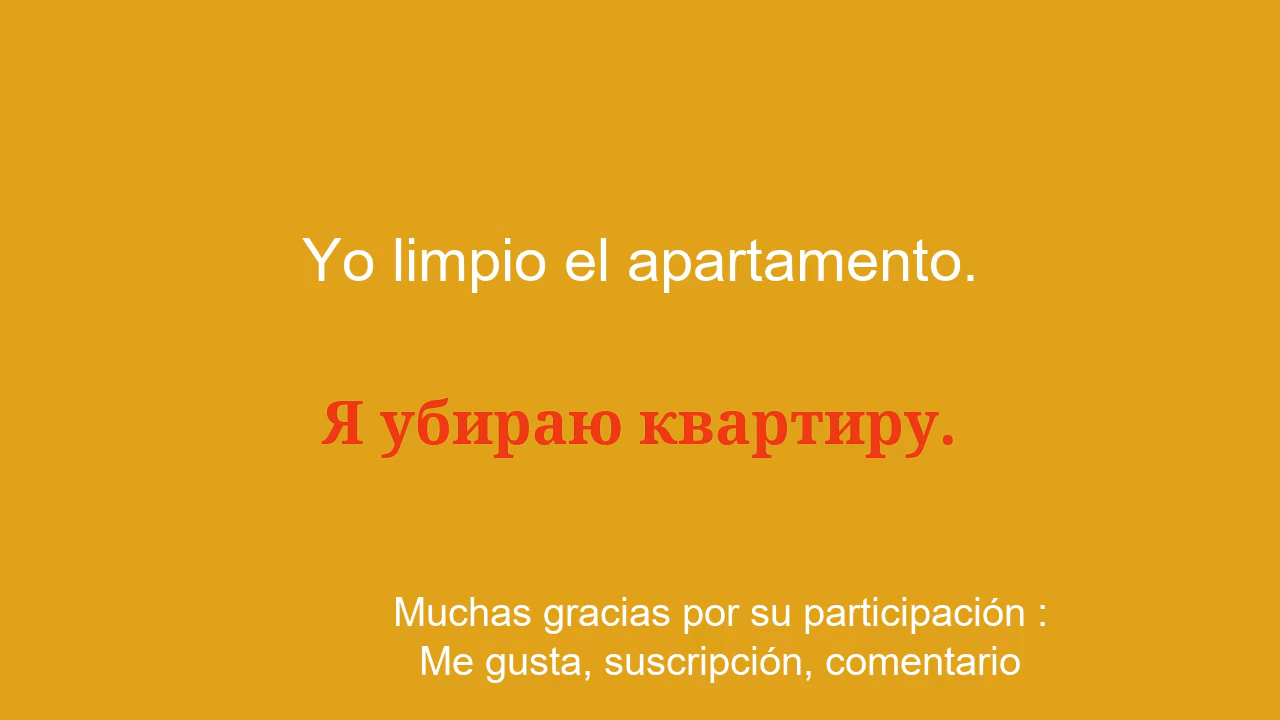 Yo limpio el apartamento.
Я убираю квартиру.
Muchas gracias por su participación :
Me gusta, suscripción, comentario